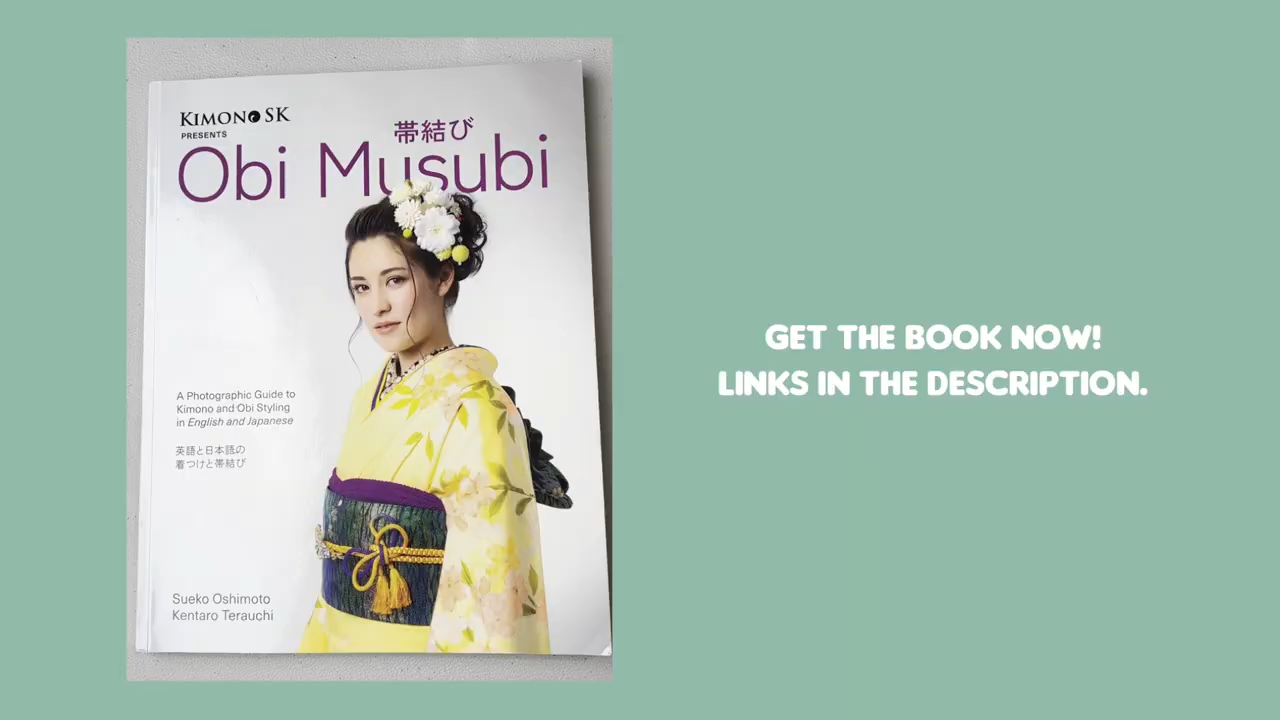 KIMONO SK
PRESENTS
帯結び
Obi Musubi
A Photographic Guide to
Kimono and Obi Styling
in English and Japanese
英語と日本語の
着つけと帯結び
Sueko Oshimoto
Kentaro Terauchi
GET THE BOOK NOW!
LINKS IN THE DESCRIPTION.